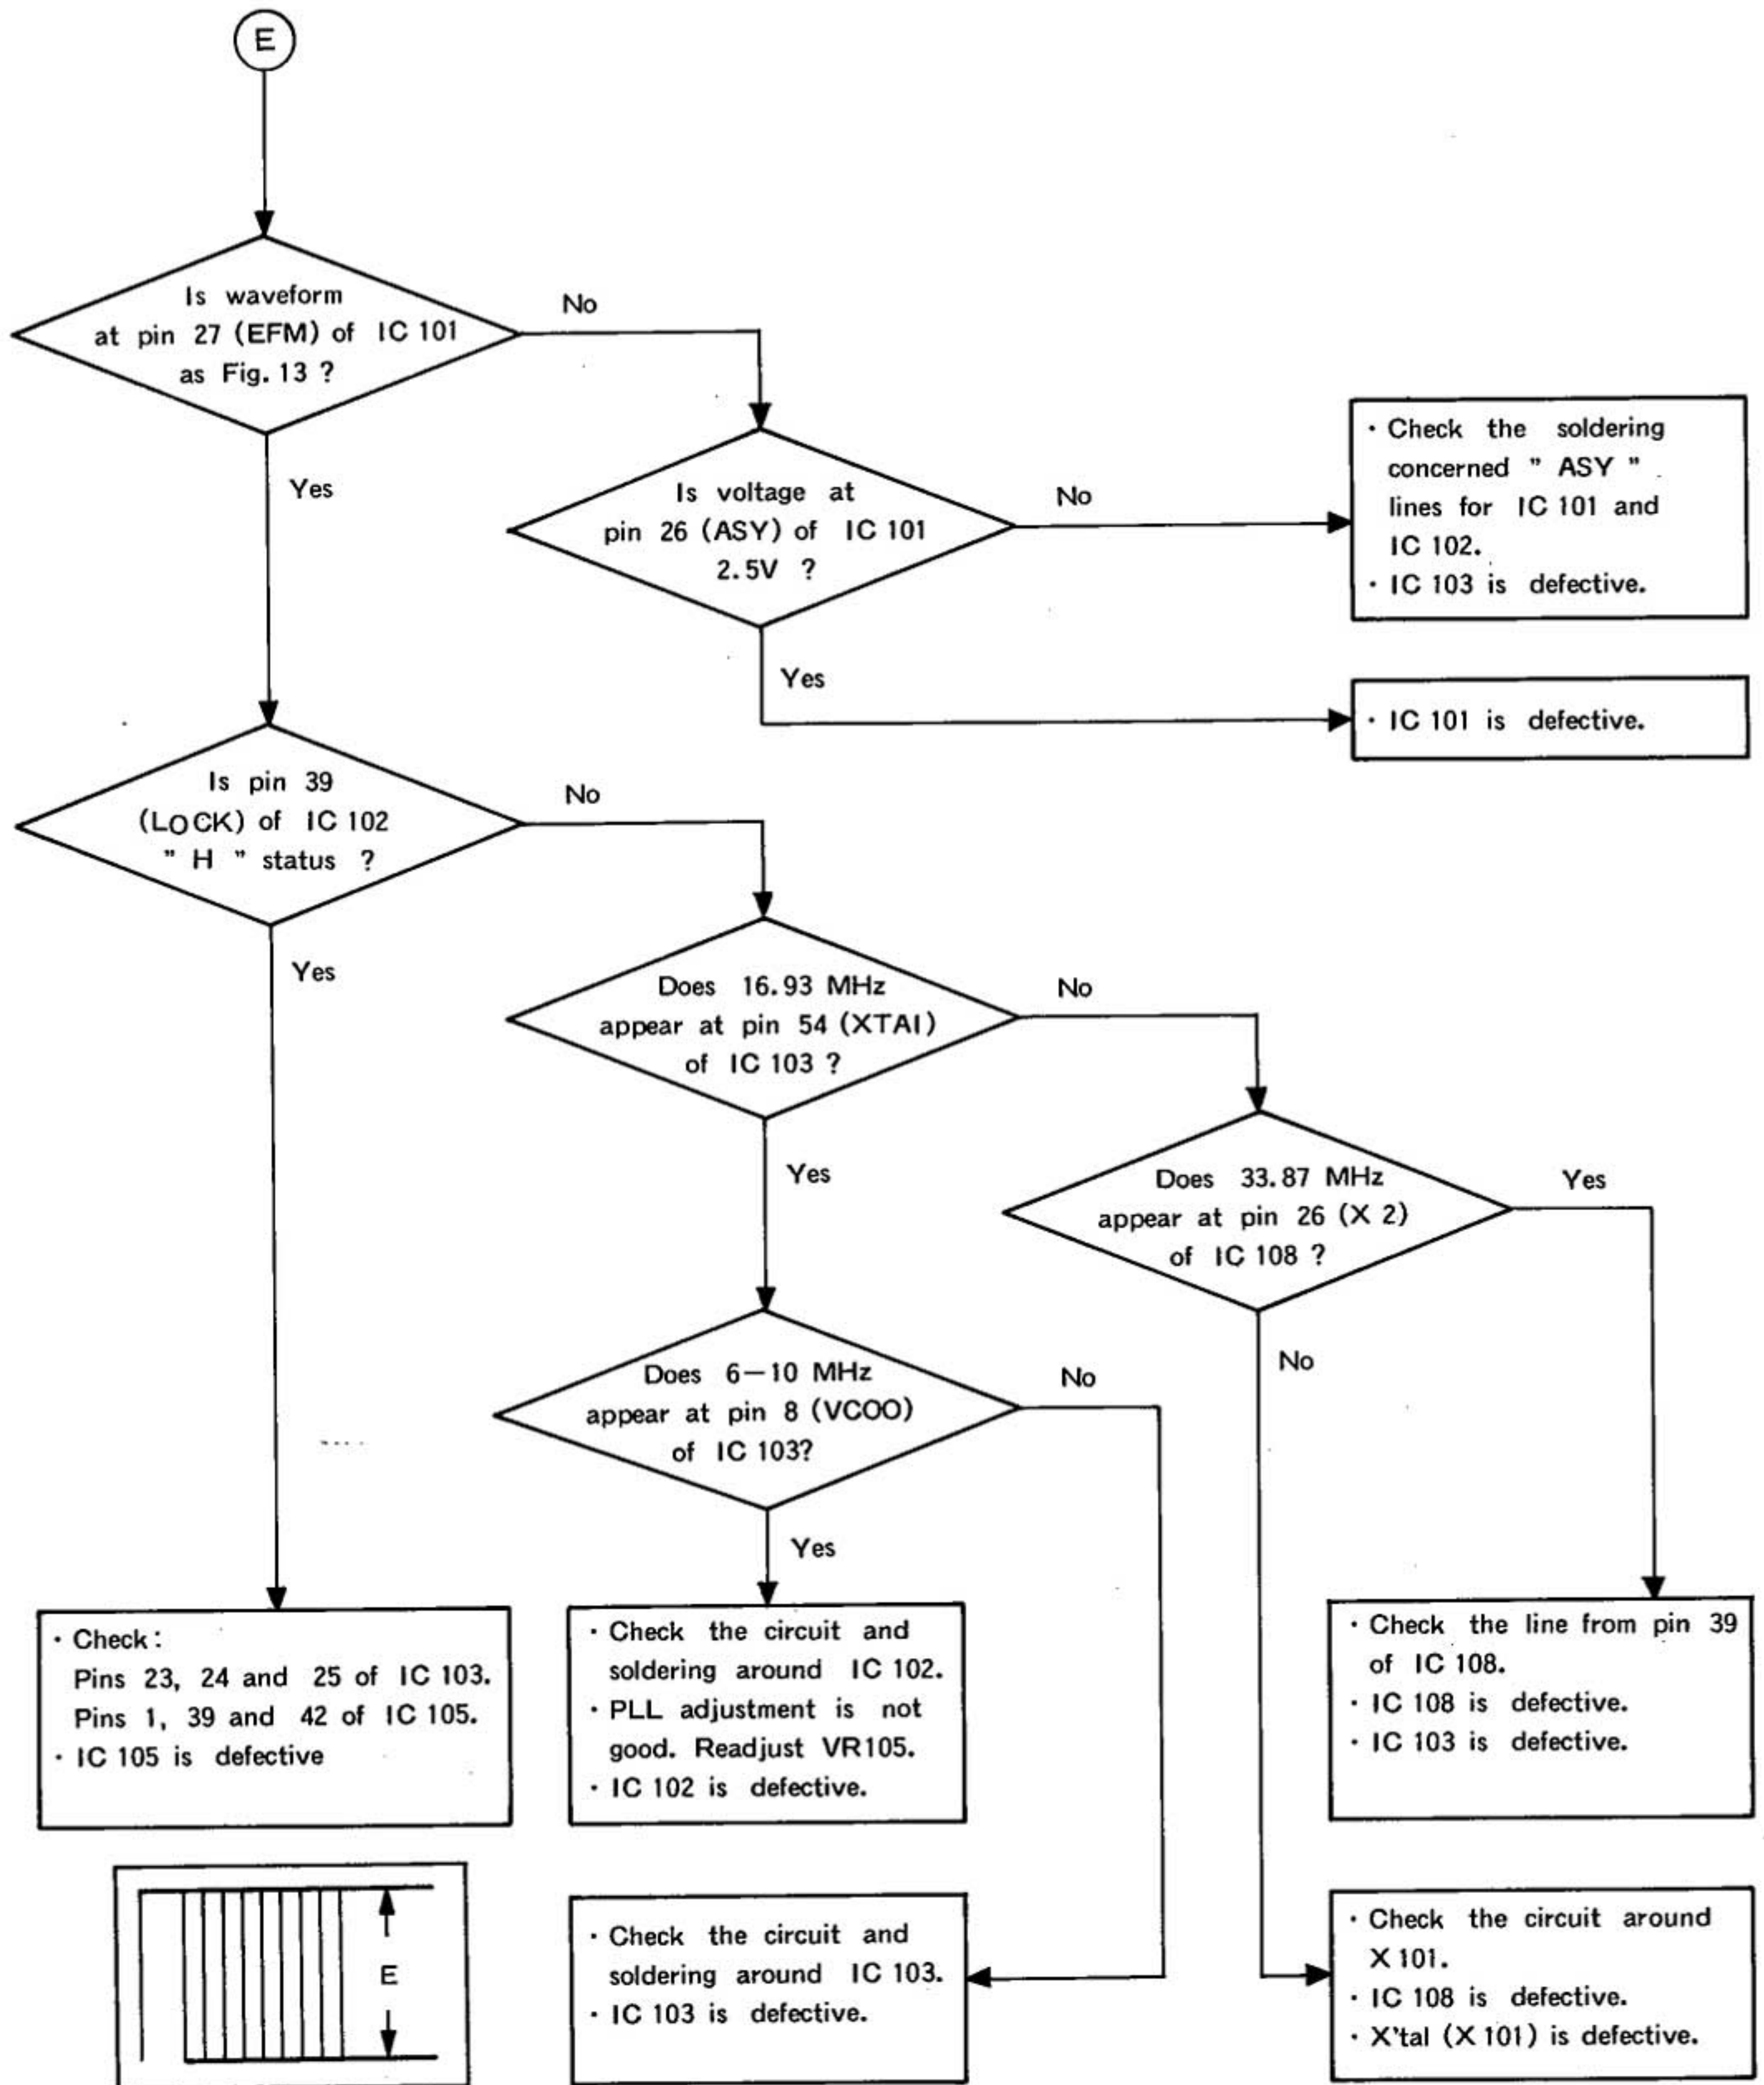 E
Is waveform
at pin 27 (EFM) of IC 101
as Fig. 13 ?
No
Yes
Is voltage at
pin 26 (ASY) of IC 101
2.5V ?
No
· Check the soldering
concerned " ASY "
lines for IC 101 and
IC 102.
· IC 103 is defective.
Yes
· IC 101 is defective.
Is pin 39
(LOCK) of IC 102
" H " status ?
No
Yes
Does 16.93 MHz
appear at pin 54 (XTAI)
of IC 103 ?
No
Yes
Does 33.87 MHz
appear at pin 26 (X 2)
of IC 108 ?
Yes
No
Does 6—10 MHz
appear at pin 8 (VCOO)
of IC 103?
No
Yes
· Check:
Pins 23, 24 and 25 of IC 103.
Pins 1, 39 and 42 of IC 105.
· IC 105 is defective
· Check the circuit and
soldering around IC 102.
· PLL adjustment is not
good. Readjust VR105.
· IC 102 is defective.
· Check the line from pin 39
of IC 108.
· IC 108 is defective.
· IC 103 is defective.
E
· Check the circuit and
soldering around IC 103.
· IC 103 is defective.
· Check the circuit around
X 101.
· IC 108 is defective.
· X'tal (X 101) is defective.